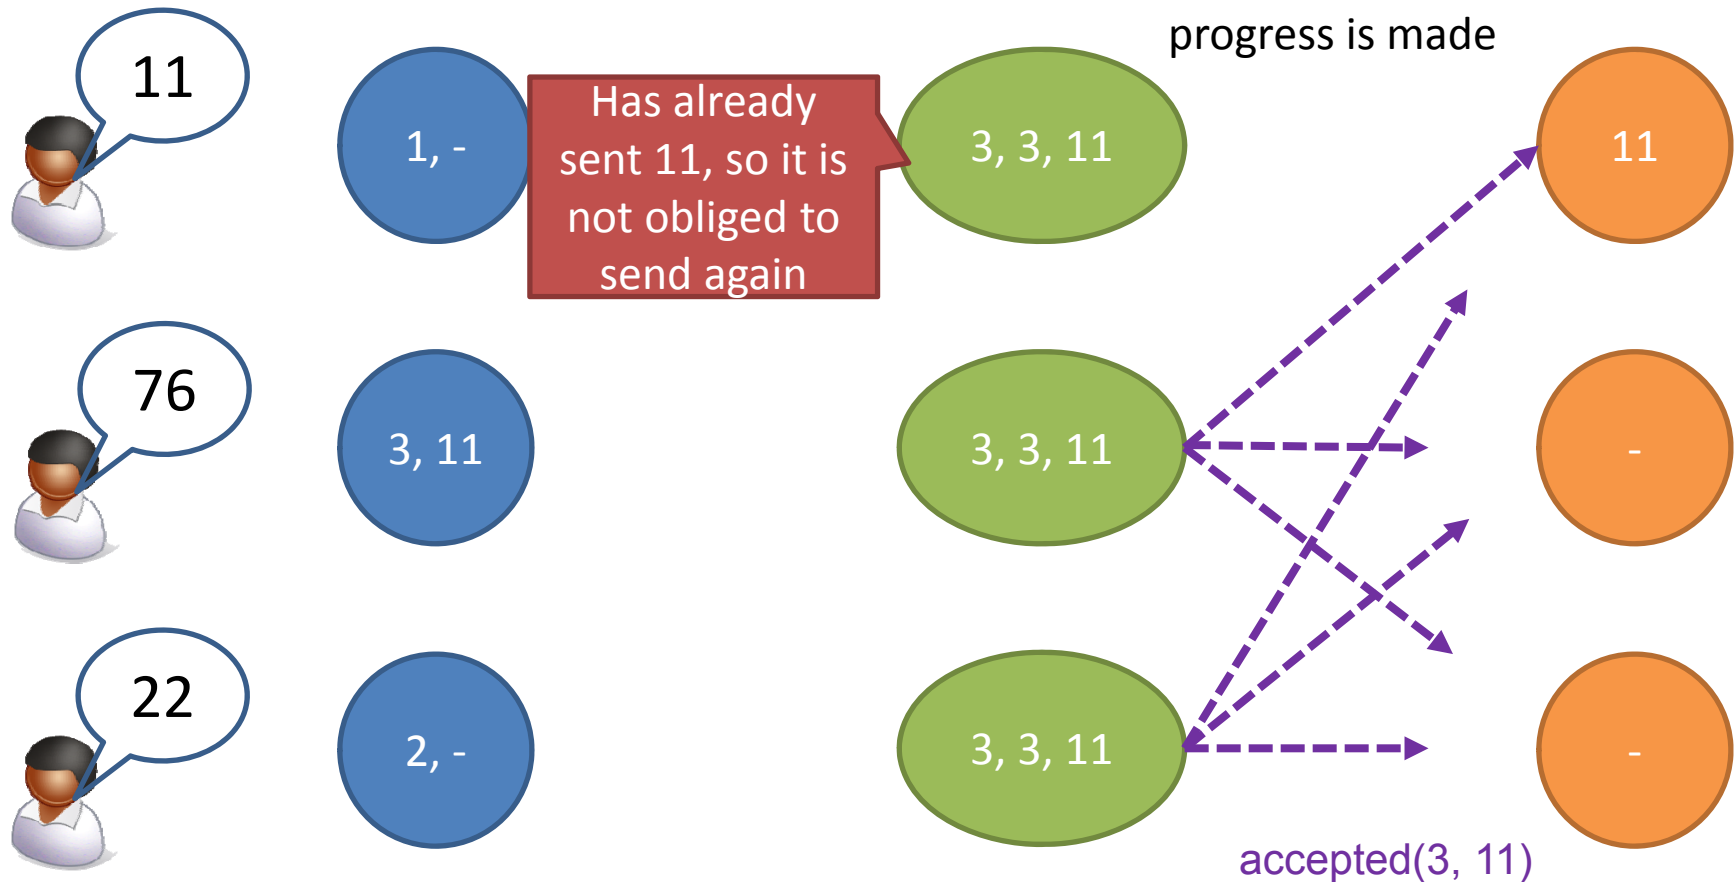 progress is made
11
1, -
Has already
sent 11, so it is
not obliged to
send again
3, 3, 11
11
76
3, 11
3, 3, 11
-
22
2, -
3, 3, 11
-
accepted(3, 11)